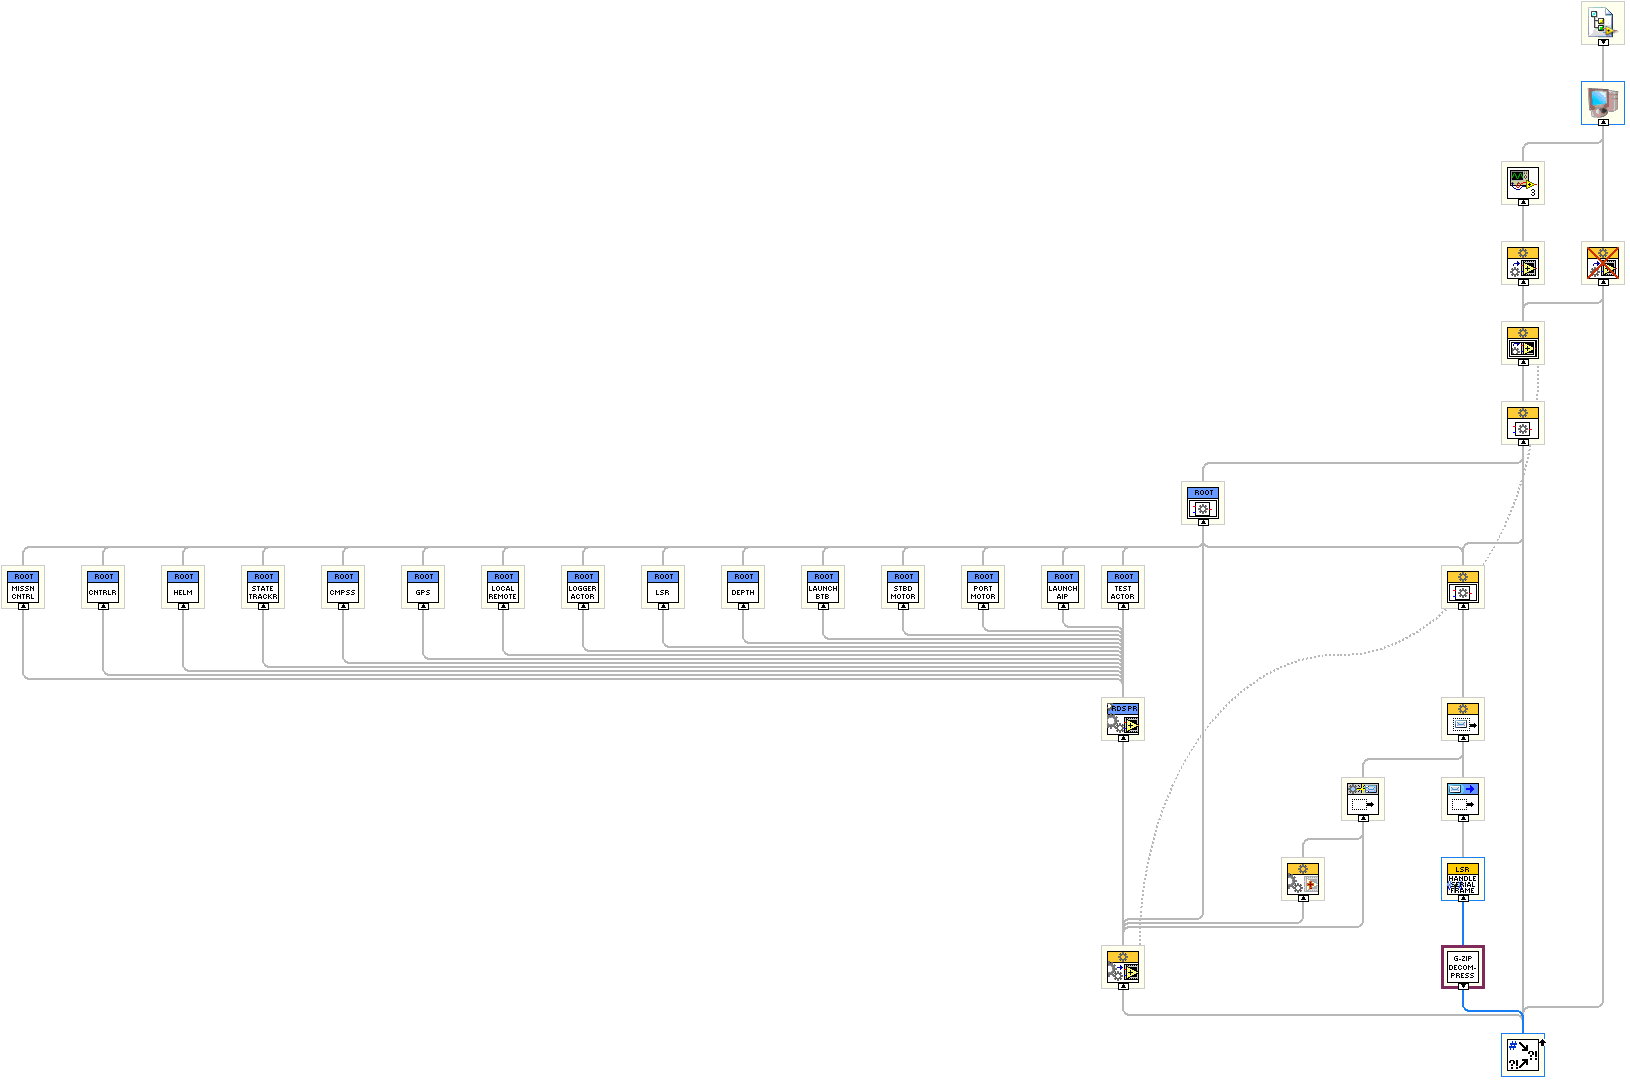 3
ROOT
ROOT
MISSN
CNTRL
ROOT
CNTRLR
ROOT
HELM
ROOT
STATE
TRACKR
ROOT
CMPSS
ROOT
GPS
ROOT
LOCAL
REMOTE
ROOT
LOGGER
ACTOR
ROOT
LSR
ROOT
DEPTH
ROOT
LAUNCH
BTB
ROOT
STBD
MOTOR
ROOT
PORT
MOTOR
ROOT
LAUNCH
AIP
ROOT
TEST
ACTOR
RDSPR
LSR
HANDLE
SERIAL
FRAME
G-ZIP
DECOM-
PRESS
#
?!
?!